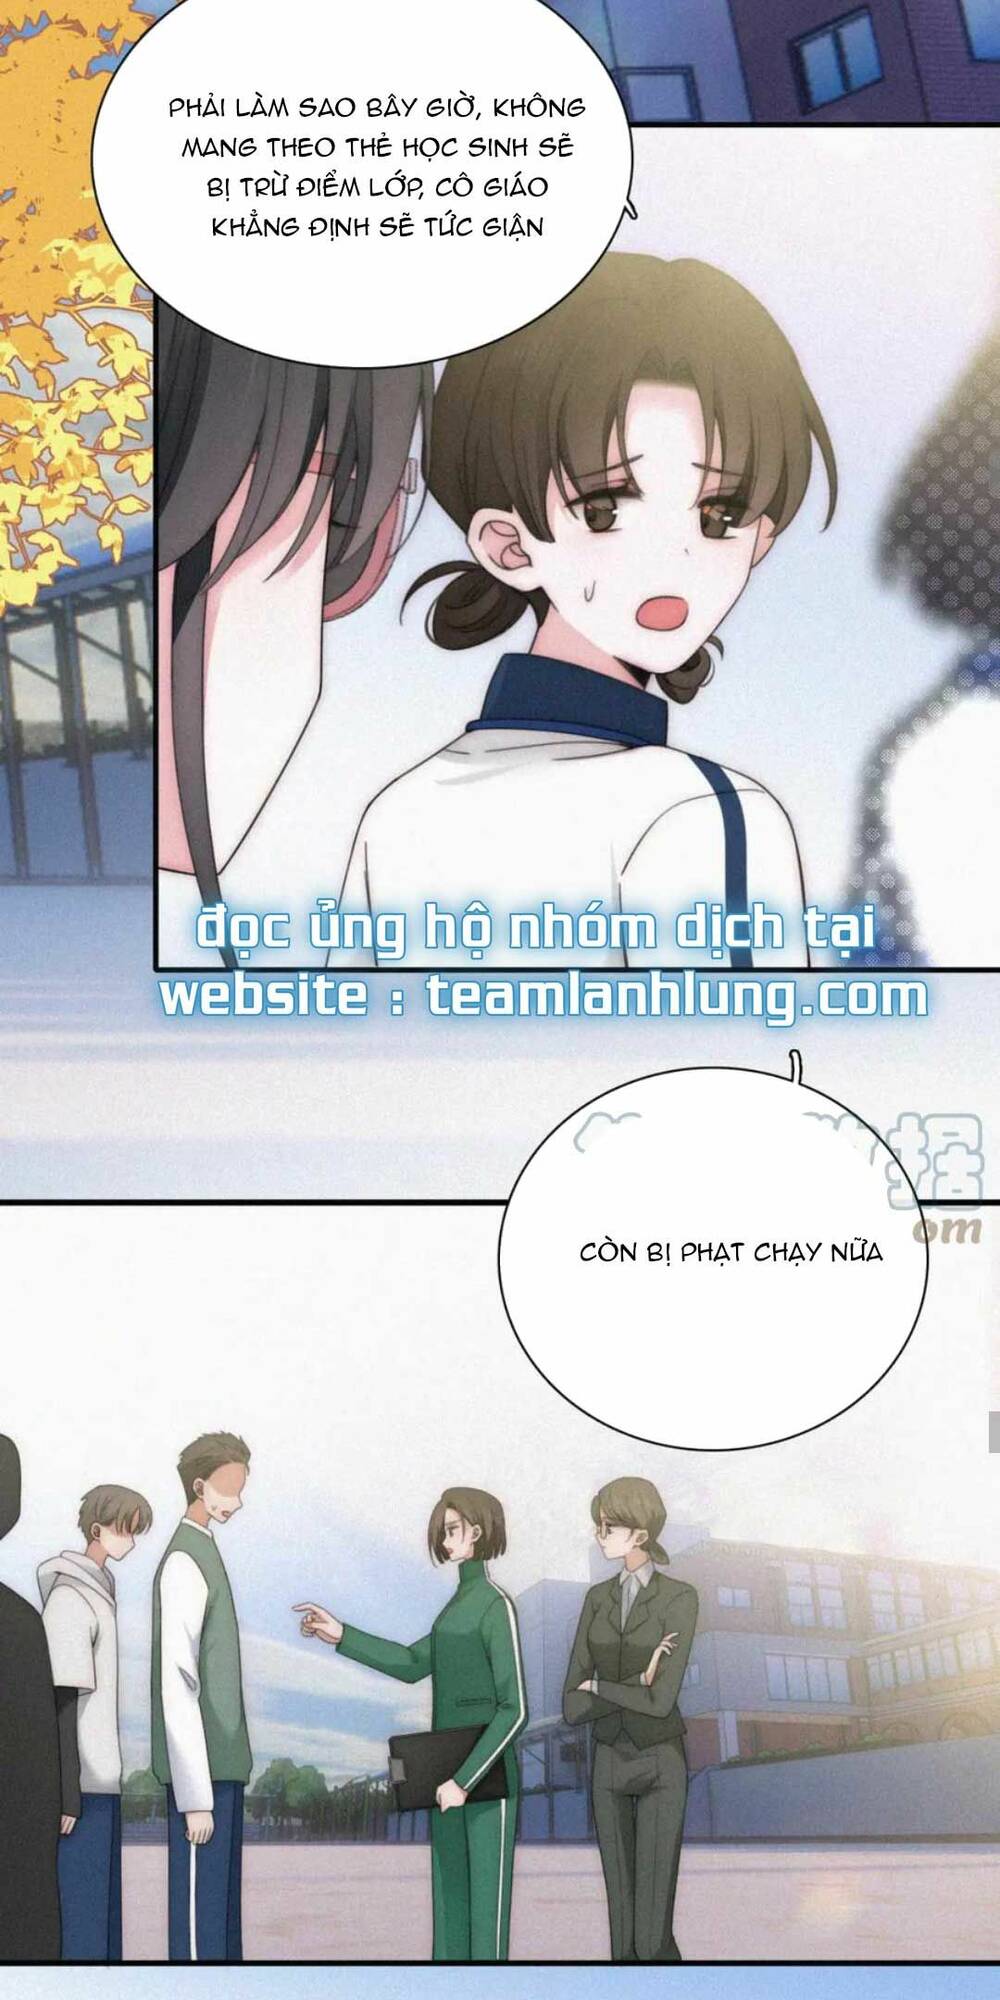 PHẢI LÀM SAO BÂY GIỜ, KHÔNG
MANG THEO THẺ HỌC SINH SẼ
BỊ TRỪ ĐIỂM LỚP, CÔ GIÁO
KHẲNG ĐỊNH SẼ TỨC GIẬN
đọc ủng hộ nhóm dịch tại
website : teamlanhlung.com
om
CÒN BỊ PHẠT CHẠY NỮA